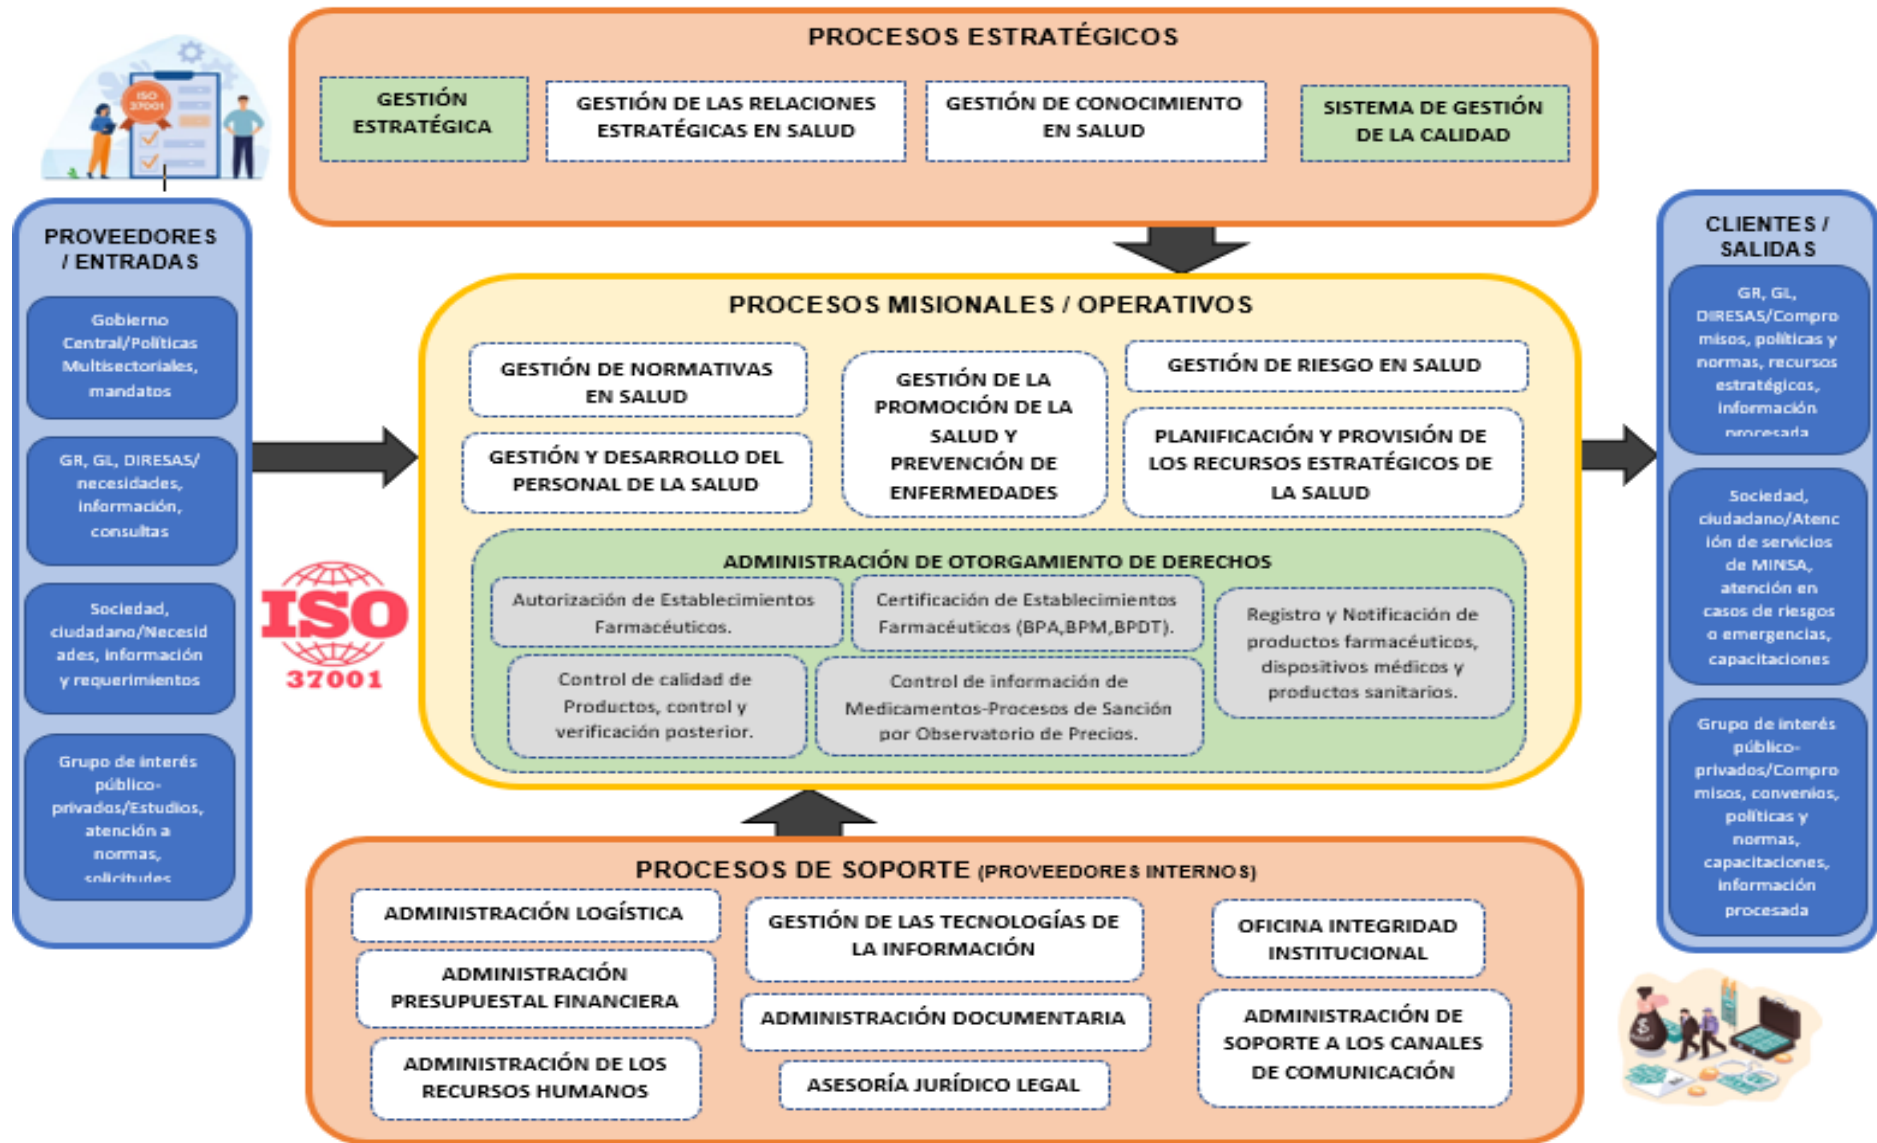 PROCESOS ESTRATÉGICOS
GESTIÓN
ESTRATÉGICA
GESTIÓN DE LAS RELACIONES
ESTRATÉGICAS EN SALUD
GESTIÓN DE CONOCIMIENTO
EN SALUD
SISTEMA DE GESTIÓN
DE LA CALIDAD
ISO
37001
PROVEEDORES
/ ENTRADAS
Gobierno
Central/Políticas
Multisectoriales,
mandatos
GR, GL, DIRESAS/
necesidades,
información,
consultas
Sociedad,
ciudadano/Necesid
ades, información
y requerimientos
Grupo de interés
público-
privados/Estudios,
atención a
normas,
solicitudes
ISO
37001
PROCESOS MISIONALES / OPERATIVOS
GESTIÓN DE NORMATIVAS
EN SALUD
GESTIÓN Y DESARROLLO DEL
PERSONAL DE LA SALUD
GESTIÓN DE LA
PROMOCIÓN DE LA
SALUD Y
PREVENCIÓN DE
ENFERMEDADES
GESTIÓN DE RIESGO EN SALUD
PLANIFICACIÓN Y PROVISIÓN DE
LOS RECURSOS ESTRATÉGICOS DE
LA SALUD
ADMINISTRACIÓN DE OTORGAMIENTO DE DERECHOS
Autorización de Establecimientos
Farmacéuticos.
Certificación de Establecimientos
Farmacéuticos (BPA,BPM,BPDT).
Registro y Notificación de
productos farmacéuticos,
dispositivos médicos y
productos sanitarios.
Control de calidad de
Productos, control y
verificación posterior.
Control de información de
Medicamentos-Procesos de Sanción
por Observatorio de Precios.
CLIENTES /
SALIDAS
GR, GL,
DIRESAS/Compro
misos, políticas y
normas, recursos
estratégicos,
información
procesada
Sociedad,
ciudadano/Atenc
ión de servicios
de MINSA,
atención en
casos de riesgos
o emergencias,
capacitaciones
Grupo de interés
público-
privados/Compro
misos, convenios,
políticas y
normas,
capacitaciones,
información
procesada
PROCESOS DE SOPORTE (PROVEEDORES INTERNOS)
ADMINISTRACIÓN LOGÍSTICA
ADMINISTRACIÓN
PRESUPUESTAL FINANCIERA
ADMINISTRACIÓN DE LOS
RECURSOS HUMANOS
GESTIÓN DE LAS TECNOLOGÍAS DE
LA INFORMACIÓN
ADMINISTRACIÓN DOCUMENTARIA
ASESORÍA JURÍDICO LEGAL
OFICINA INTEGRIDAD
INSTITUCIONAL
ADMINISTRACIÓN DE
SOPORTE A LOS CANALES
DE COMUNICACIÓN